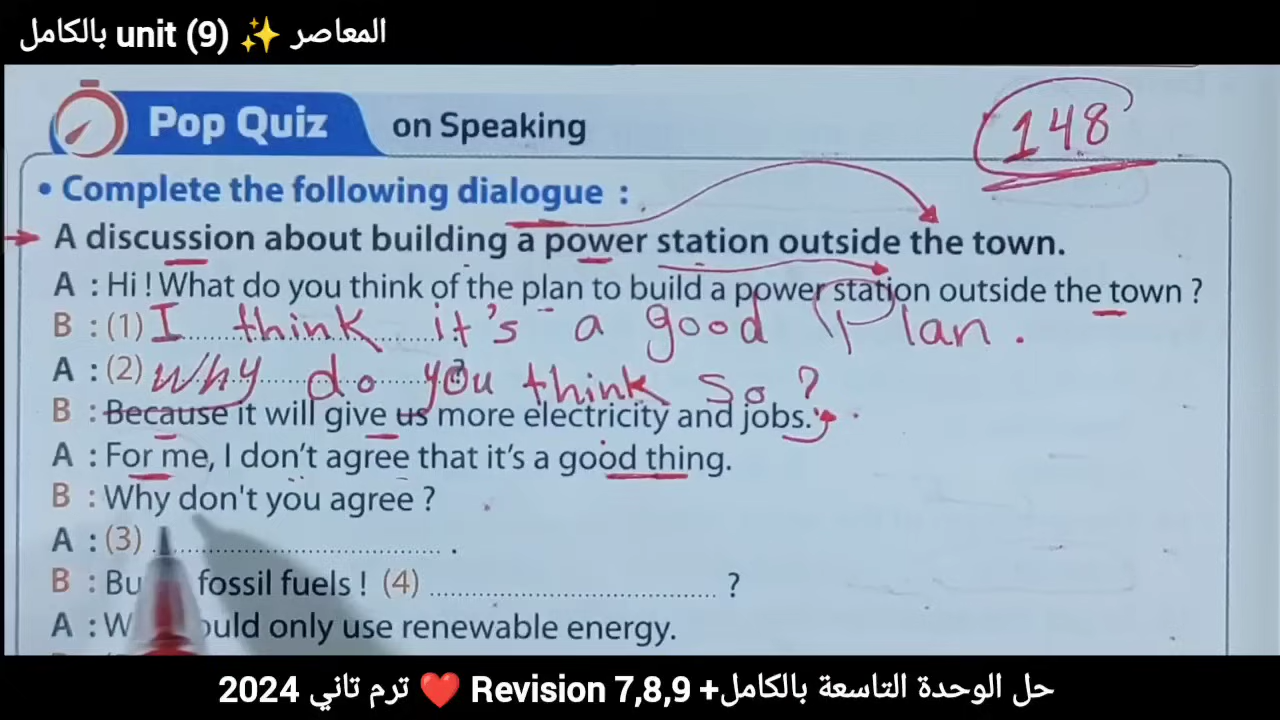 المعاصر ✨ unit (9) بالكامل
Pop Quiz on Speaking
148
• Complete the following dialogue :
A discussion about building a power station outside the town.
A : Hi ! What do you think of the plan to build a power station outside the town ?
B : (1) I think it's a good Plan.
A : (2) Why do you think so ?
B : Because it will give us more electricity and jobs.
A : For me, I don't agree that it's a good thing.
B : Why don't you agree ?
A : (3) .................................. .
B : fossil fuels ! (4) .................................. ?
A : only use renewable energy.
حل الوحدة التاسعة بالكامل+ Revision 7,8,9 ❤️ ترم تاني 2024